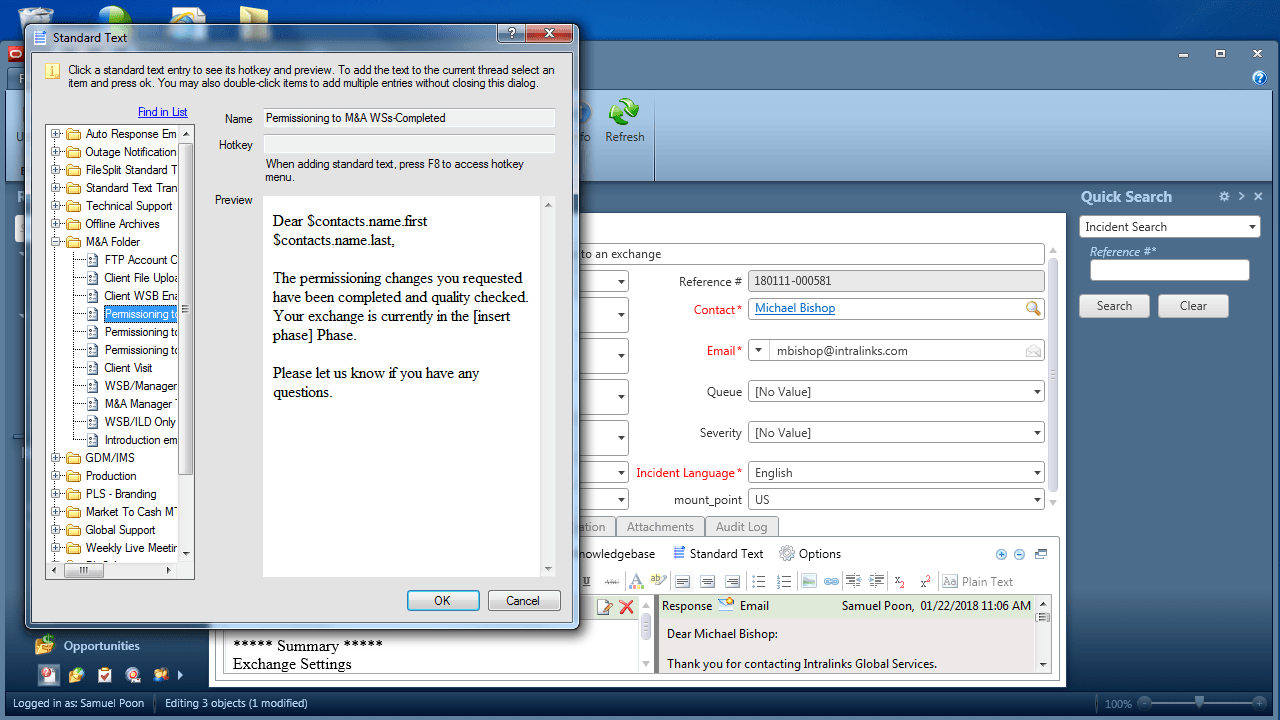 Standard Text
Click a standard text entry to see its hotkey and preview. To add the text to the current thread select an
item and press ok. You may also double-click items to add multiple entries without closing this dialog.
Find in List
Auto Response Em
Outage Notification
FileSplit Standard T
Standard Text Tran
Technical Support
Offline Archives
M&A Folder
FTP Account C
Client File Uploa
Client WSB Ena
Permissioning to
Permissioning to
Permissioning to
Client Visit
WSB/Manager
M&A Manager T
WSB/ILD Only
Introduction em
GDM/IMS
Production
PLS - Branding
Market To Cash MT
Global Support
Weekly Live Meetin
Name
Permissioning to M&A WSs-Completed
Hotkey
When adding standard text, press F8 to access hotkey
menu.
Preview
Dear $contacts.name.first
$contacts.name.last,
The permissioning changes you requested
have been completed and quality checked.
Your exchange is currently in the [insert
phase] Phase.
Please let us know if you have any
questions.
OK
Cancel
Refresh
to an exchange
Reference #
180111-000581
Contact*
Michael Bishop
Email*
mbishop@intralinks.com
Queue
[No Value]
Severity
[No Value]
Incident Language*
English
mount_point
US
ation
Attachments
Audit Log
nowledgebase
Standard Text
Options
Plain Text
Response
Email
Samuel Poon, 01/22/2018 11:06 AM
Dear Michael Bishop:
Thank you for contacting Intralinks Global Services.
***** Summary *****
Exchange Settings
Quick Search
Incident Search
Reference #*
Search
Clear
Opportunities
Logged in as: Samuel Poon
Editing 3 objects (1 modified)
100%